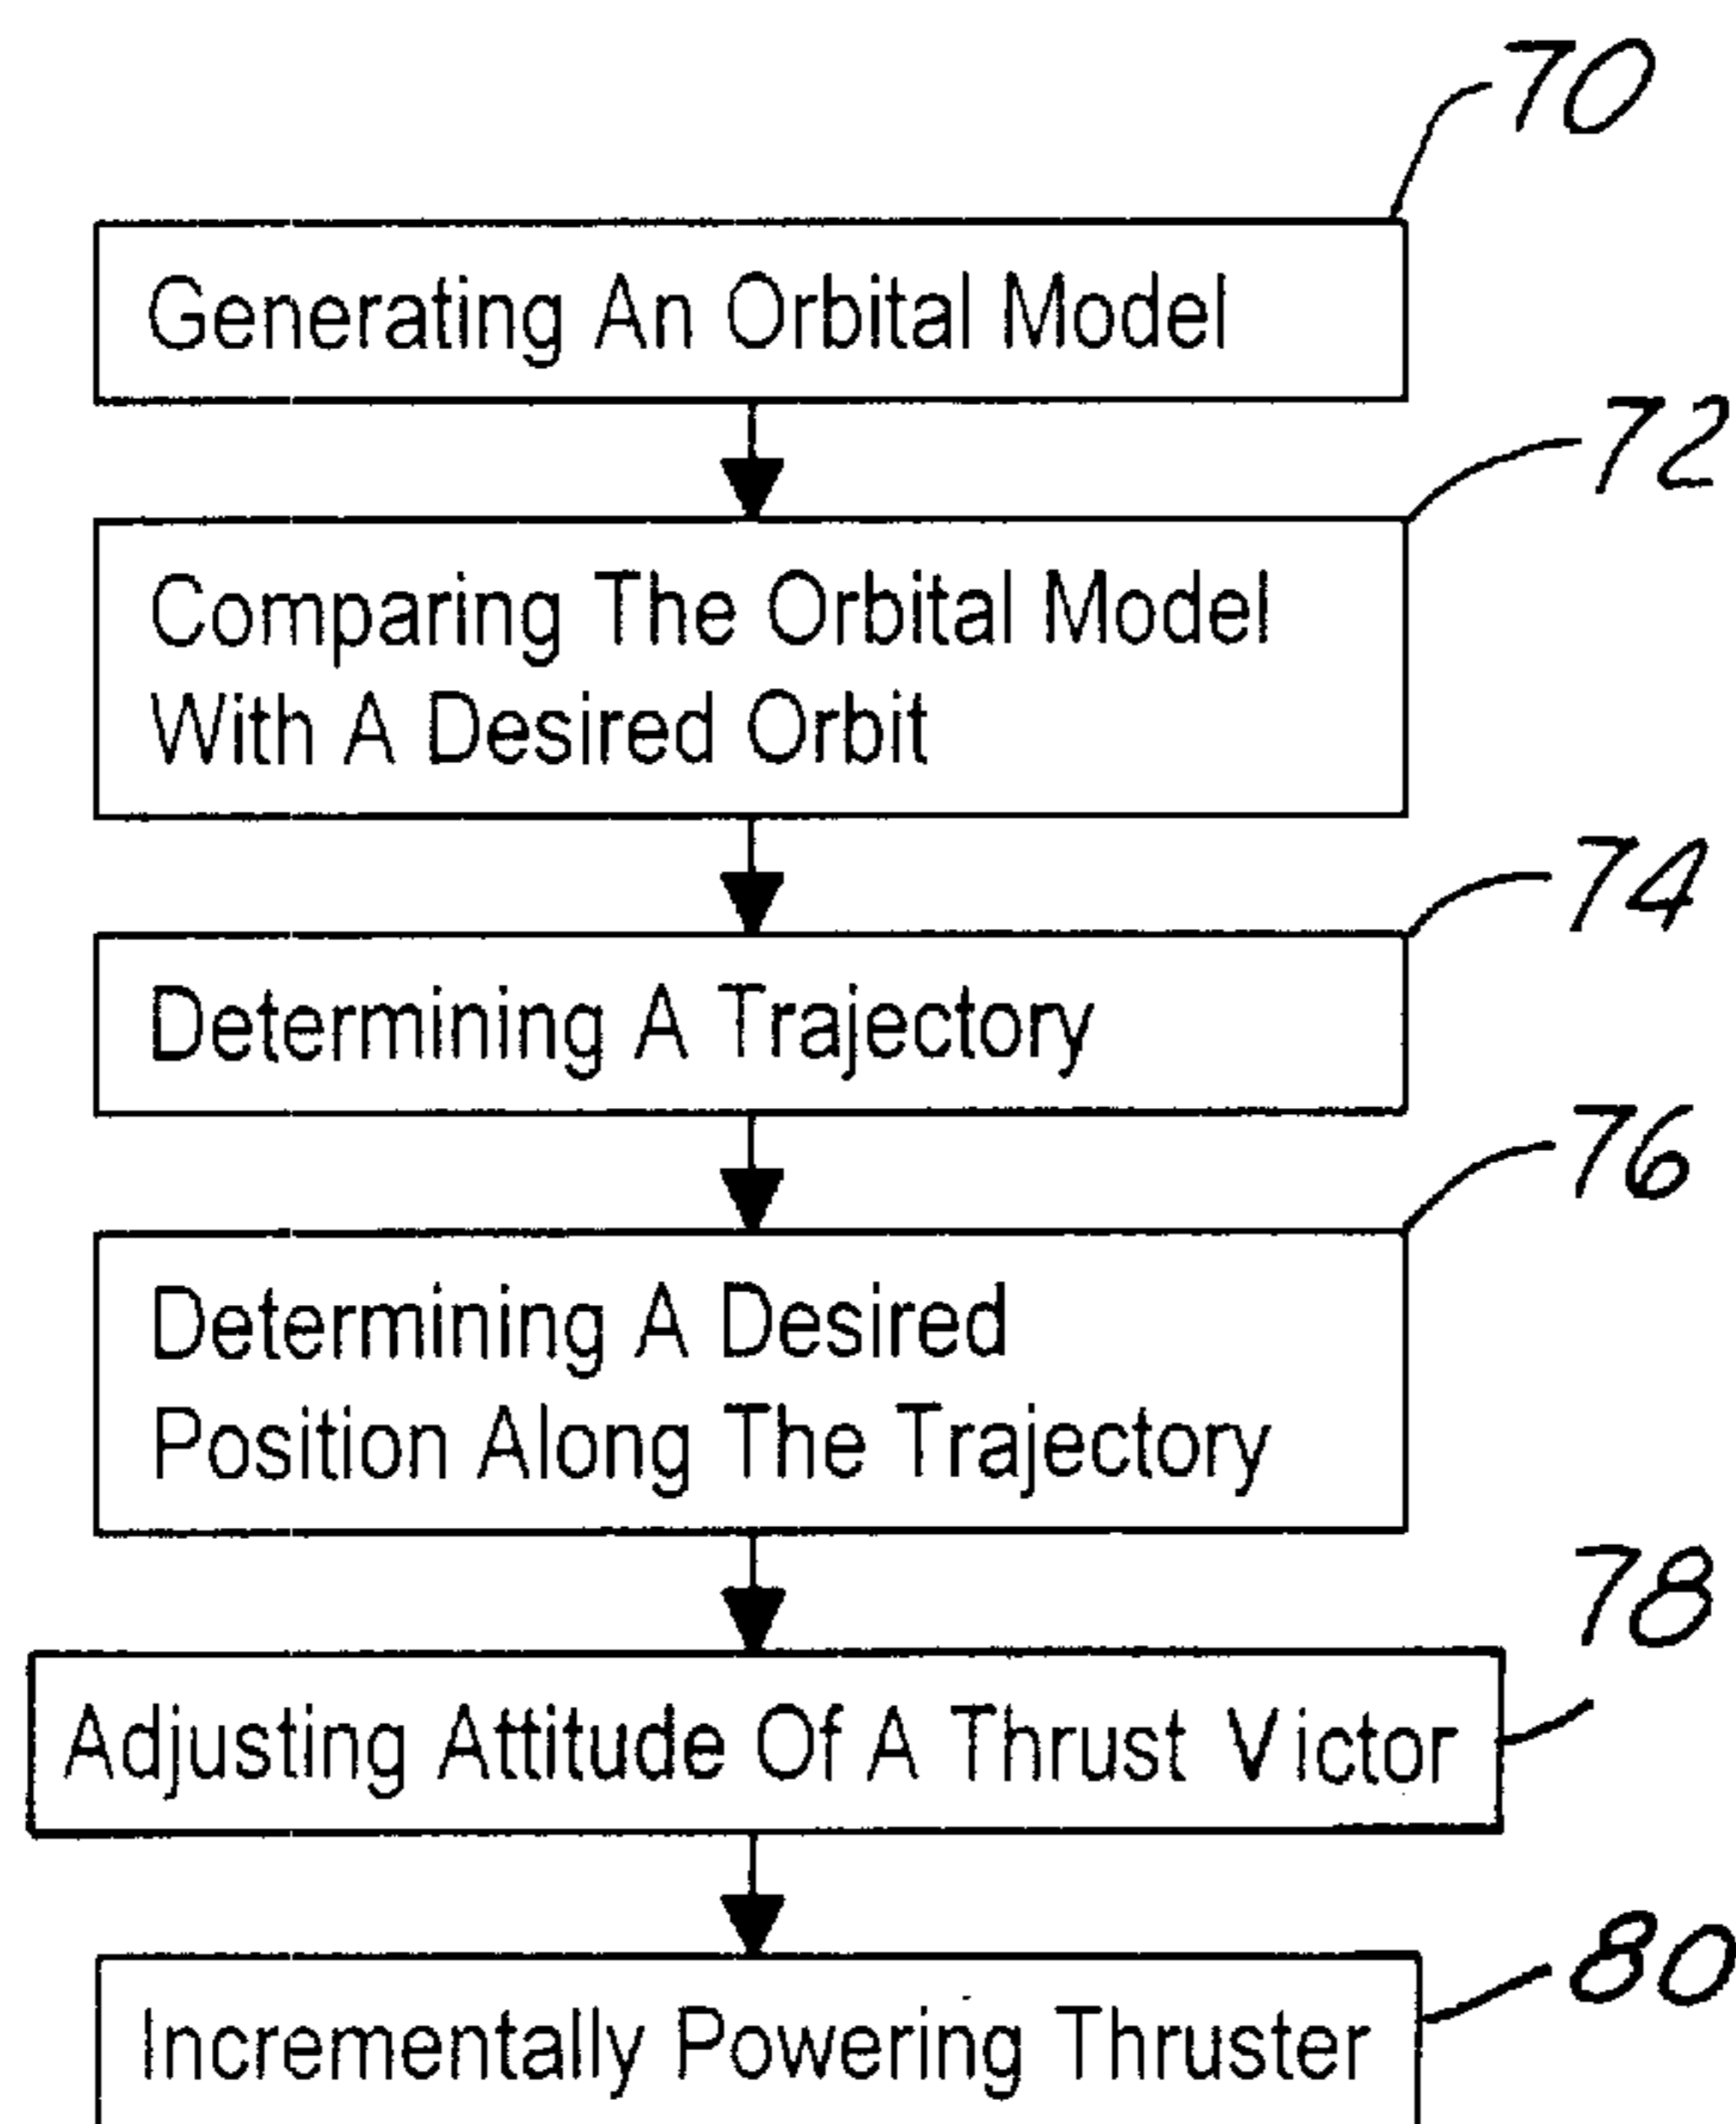 70
Generating An Orbital Model
72
Comparing The Orbital Model
With A Desired Orbit
74
Determining A Trajectory
76
Determining A Desired
Position Along The Trajectory
78
Adjusting Attitude Of A Thrust Victor
80
Incrementally Powering Thruster